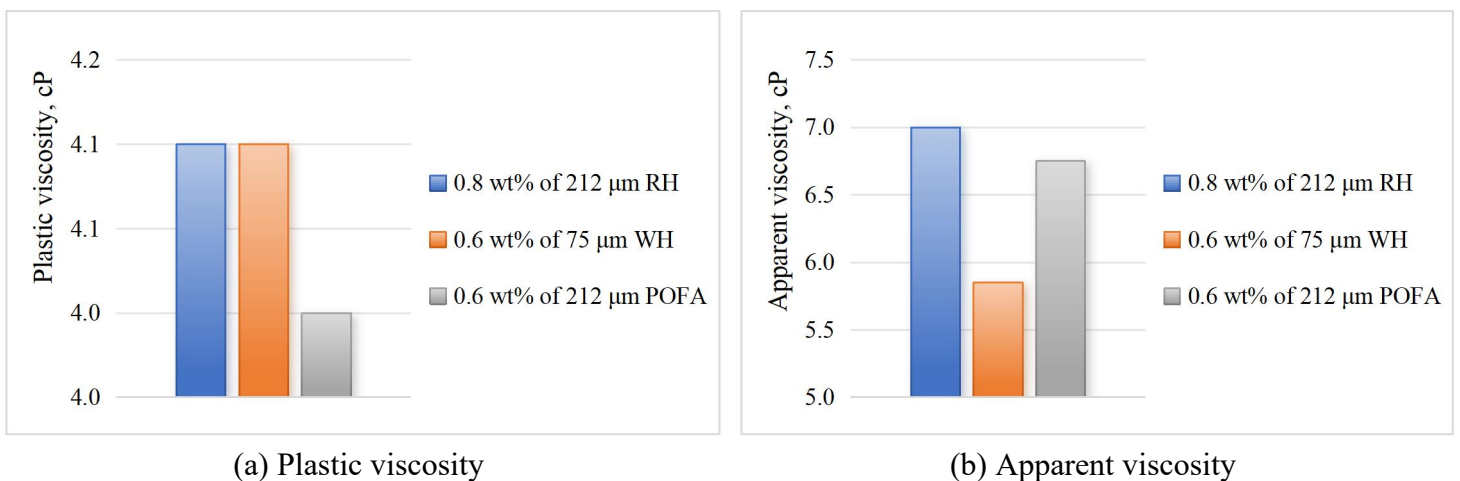 Plastic viscosity, cP
4.2
4.1
4.1
4.0
4.0
0.8 wt% of 212 μm RH
0.6 wt% of 75 μm WH
0.6 wt% of 212 μm POFA
(a) Plastic viscosity
Apparent viscosity, cP
7.5
7.0
6.5
6.0
5.5
5.0
0.8 wt% of 212 μm RH
0.6 wt% of 75 μm WH
0.6 wt% of 212 μm POFA
(b) Apparent viscosity